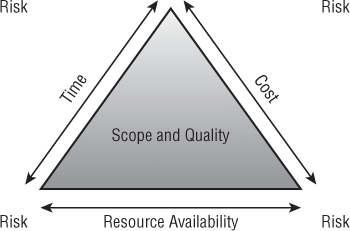 Risk
Risk
Time
Cost
Scope and Quality
Risk
Resource Availability
Risk